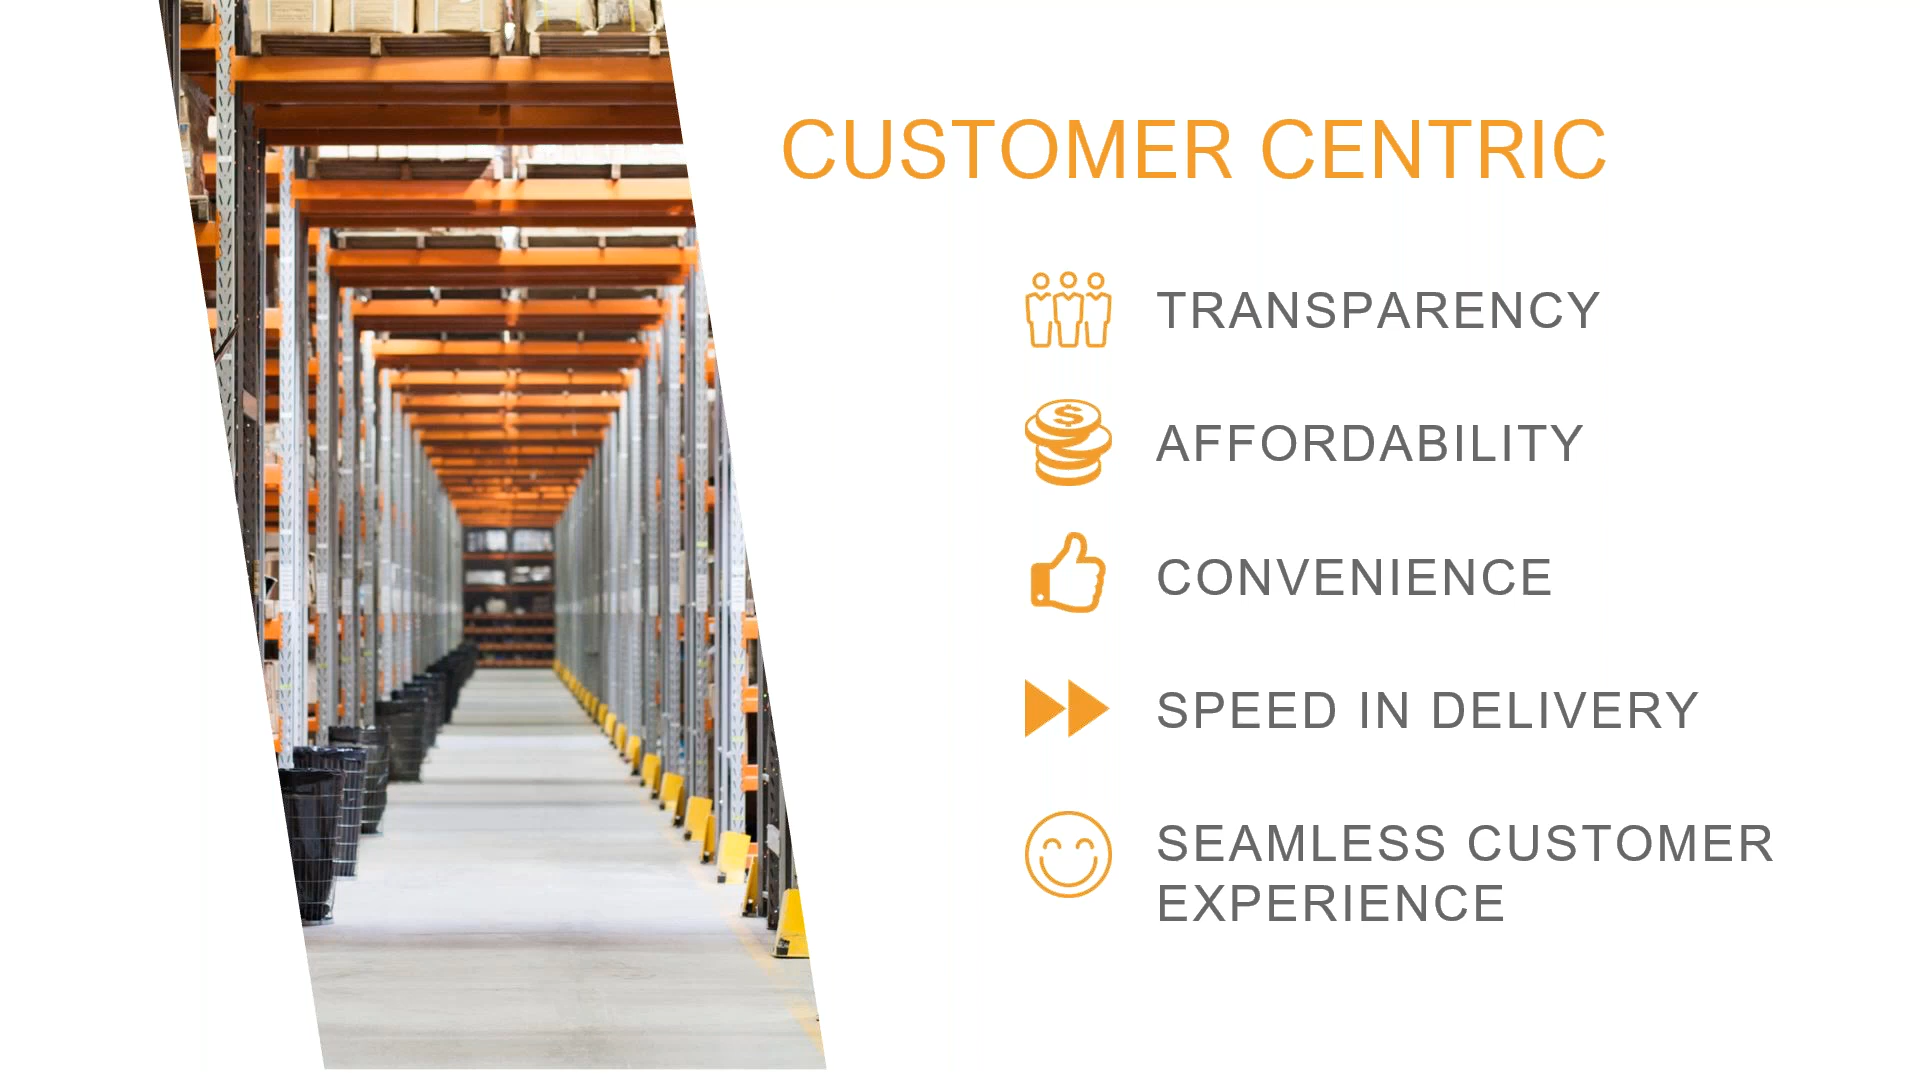 CUSTOMER CENTRIC
TRANSPARENCY
$
AFFORDABILITY
CONVENIENCE
SPEED IN DELIVERY
SEAMLESS CUSTOMER
EXPERIENCE